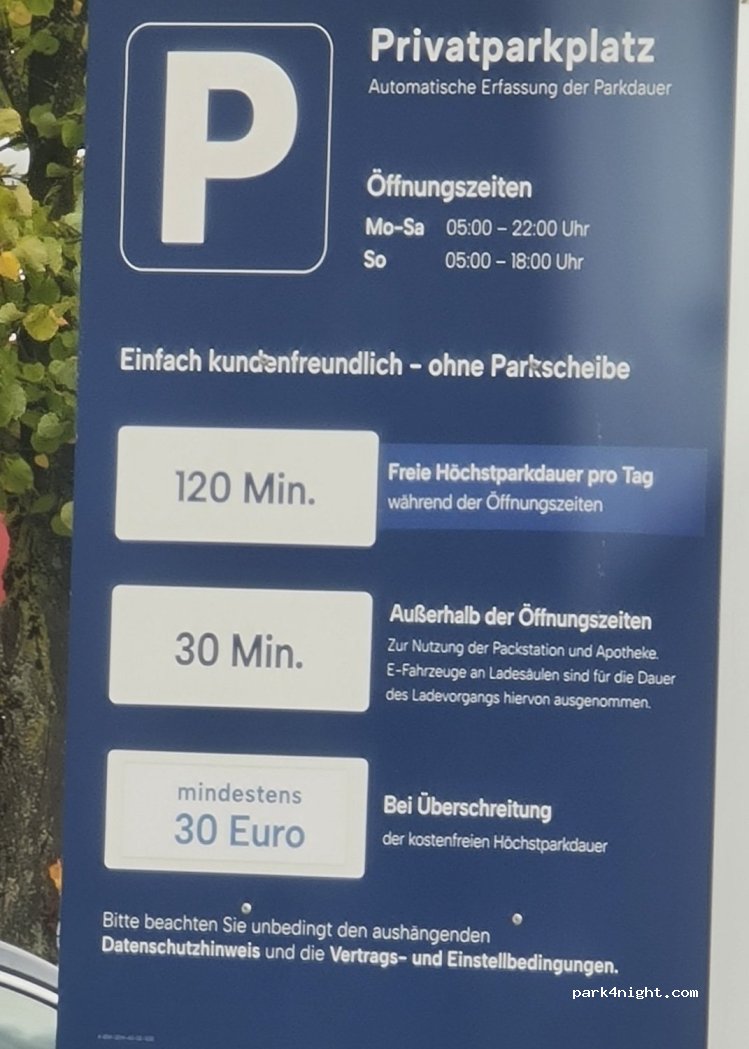 P
Privatparkplatz
Automatische Erfassung der Parkdauer
Öffnungszeiten
Mo-Sa 05:00 – 22:00 Uhr
So 05:00 – 18:00 Uhr
Einfach kundenfreundlich – ohne Parkscheibe
120 Min.
Freie Höchstparkdauer pro Tag
während der Öffnungszeiten
30 Min.
Außerhalb der Öffnungszeiten
Zur Nutzung der Packstation und Apotheke.
E-Fahrzeuge an Ladesäulen sind für die Dauer
des Ladevorgangs hiervon ausgenommen.
mindestens
30 Euro
Bei Überschreitung
der kostenfreien Höchstparkdauer
Bitte beachten Sie unbedingt den aushängenden
Datenschutzhinweis und die Vertrags- und Einstellbedingungen.
park4night.com